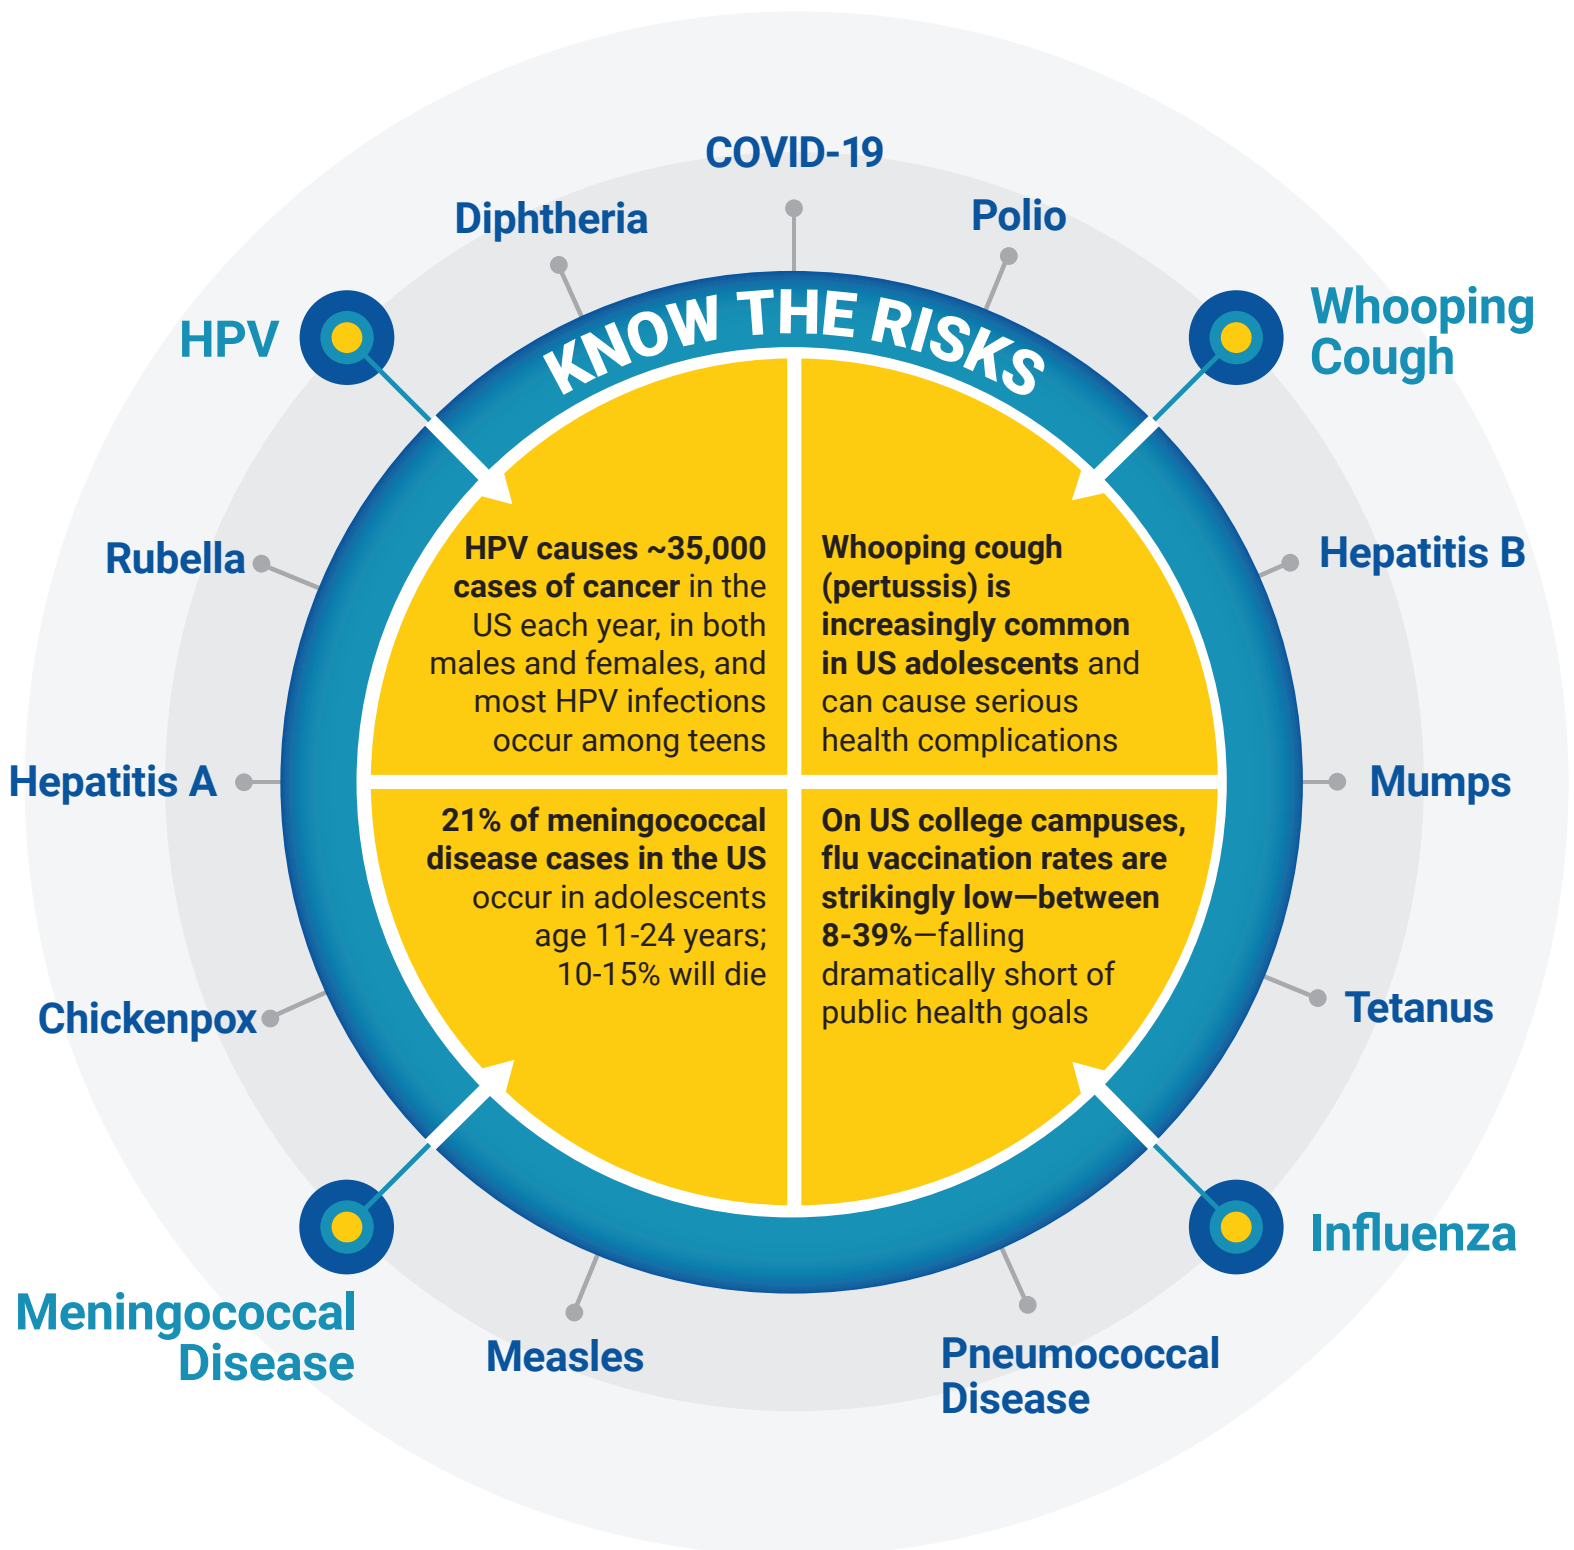 COVID-19
Diphtheria
Polio
HPV
Whooping
Cough
KNOW THE RISKS
Rubella
Hepatitis B
Hepatitis A
Mumps
Chickenpox
Tetanus
HPV causes ~35,000
cases of cancer in the
US each year, in both
males and females, and
most HPV infections
occur among teens
Whooping cough
(pertussis) is
increasingly common
in US adolescents and
can cause serious
health complications
21% of meningococcal
disease cases in the US
occur in adolescents
age 11-24 years;
10-15% will die
On US college campuses,
flu vaccination rates are
strikingly low—between
8-39%—falling
dramatically short of
public health goals
Meningococcal
Disease
Influenza
Measles
Pneumococcal
Disease